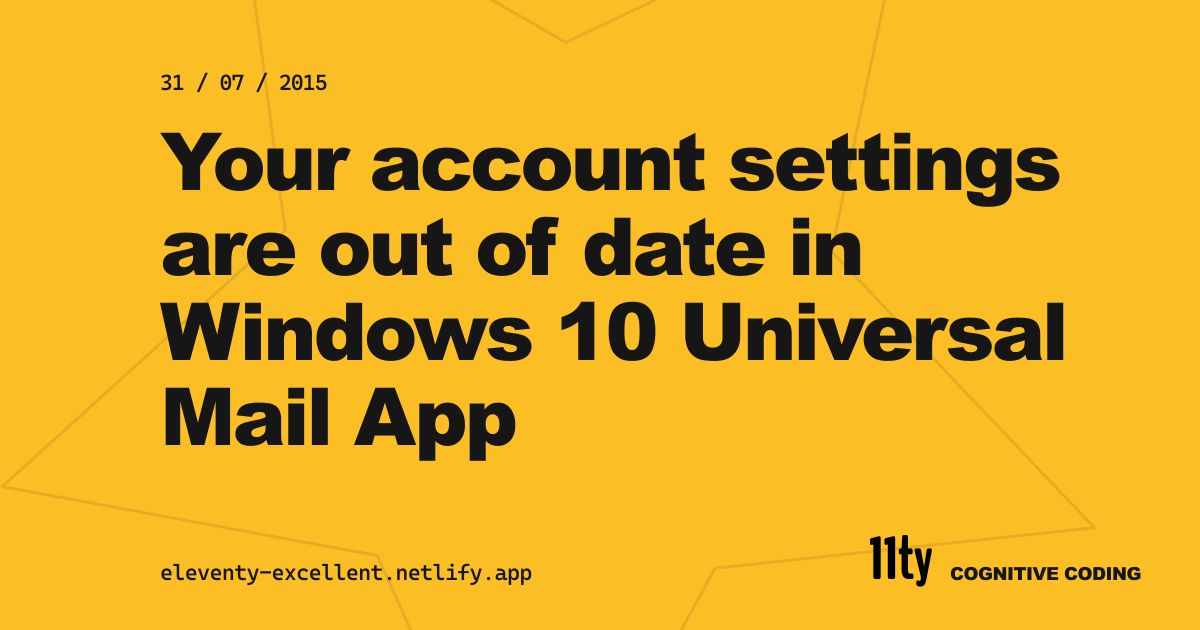 31 / 07 / 2015
Your account settings
are out of date in
Windows 10 Universal
Mail App
eleventy-excellent.netlify.app
11ty COGNITIVE CODING